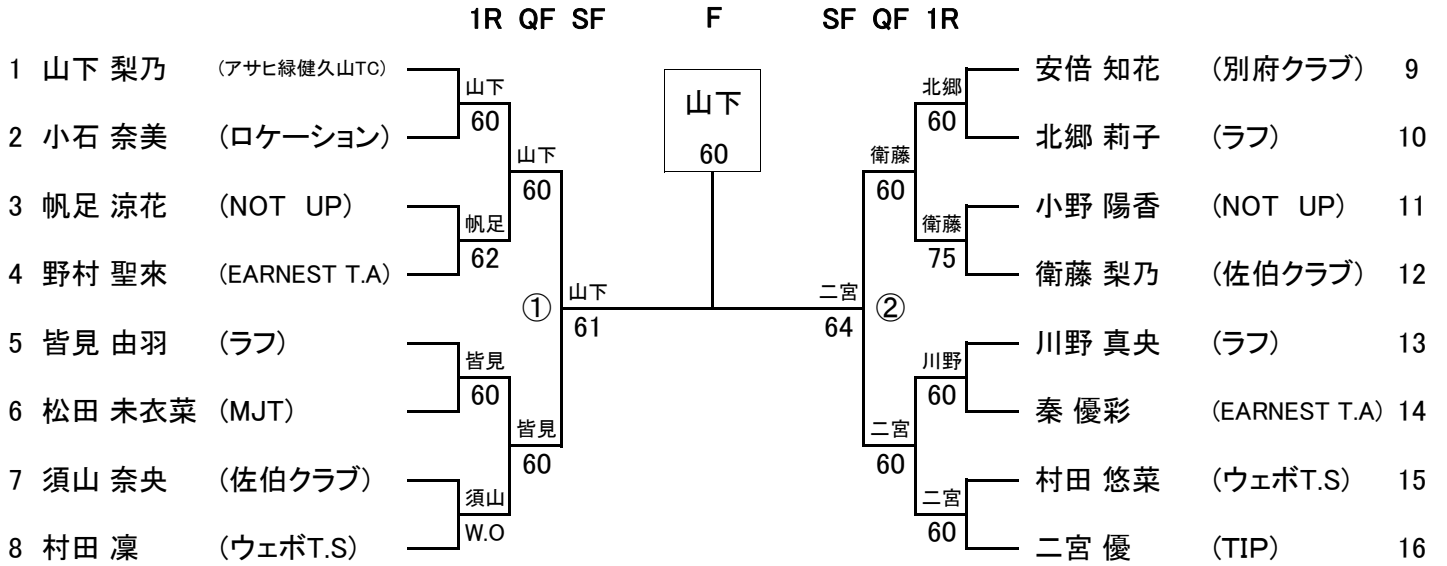 1R QF SF F SF QF 1R
1 山下 梨乃 (アサヒ緑健久山TC) 安倍 知花 (別府クラブ) 9
山下 北郷
山下
60 60
2 小石 奈美 (ロケーション) 北郷 莉子 (ラフ) 10
60
山下 衛藤
60 60
3 帆足 涼花 (NOT UP) 小野 陽香 (NOT UP) 11
帆足 衛藤
62 75
4 野村 聖來 (EARNEST T.A) 衛藤 梨乃 (佐伯クラブ) 12
山下 二宮
① ②
61 64
5 皆見 由羽 (ラフ) 川野 真央 (ラフ) 13
皆見 川野
60 60
6 松田 未衣菜 (MJT) 秦 優彩 (EARNEST T.A) 14
皆見 二宮
60 60
7 須山 奈央 (佐伯クラブ) 村田 悠菜 (ウェボT.S) 15
須山 二宮
W.O 60
8 村田 凜 (ウェボT.S) 二宮 優 (TIP) 16